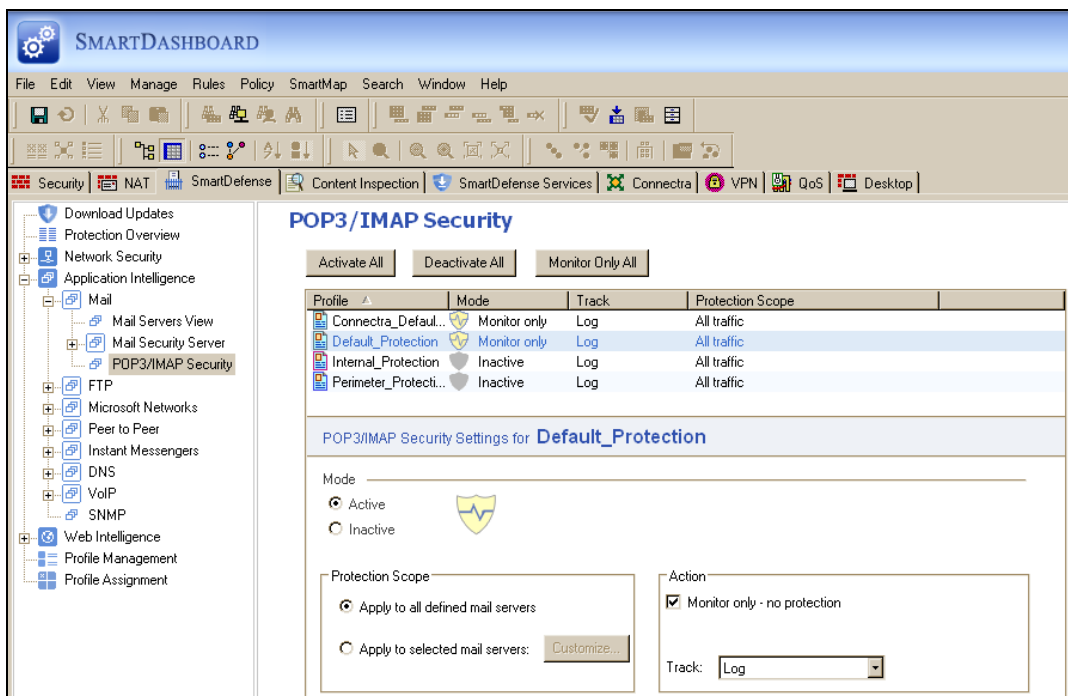 SMARTDASHBOARD
File Edit View Manage Rules Policy SmartMap Search Window Help
Security NAT SmartDefense Content Inspection SmartDefense Services Connectra VPN QoS Desktop
Download Updates
Protection Overview
Network Security
Application Intelligence
Mail
Mail Servers View
Mail Security Server
POP3/IMAP Security
FTP
Microsoft Networks
Peer to Peer
Instant Messengers
DNS
VoIP
SNMP
Web Intelligence
Profile Management
Profile Assignment
POP3/IMAP Security
Activate All Deactivate All Monitor Only All
Profile Mode Track Protection Scope
Connectra_Defaul... Monitor only Log All traffic
Default_Protection Monitor only Log All traffic
Internal_Protection Inactive Log All traffic
Perimeter_Protecti... Inactive Log All traffic
POP3/IMAP Security Settings for Default_Protection
Mode
Active
Inactive
Protection Scope
Apply to all defined mail servers
Apply to selected mail servers: Customize...
Action
Monitor only - no protection
Track: Log